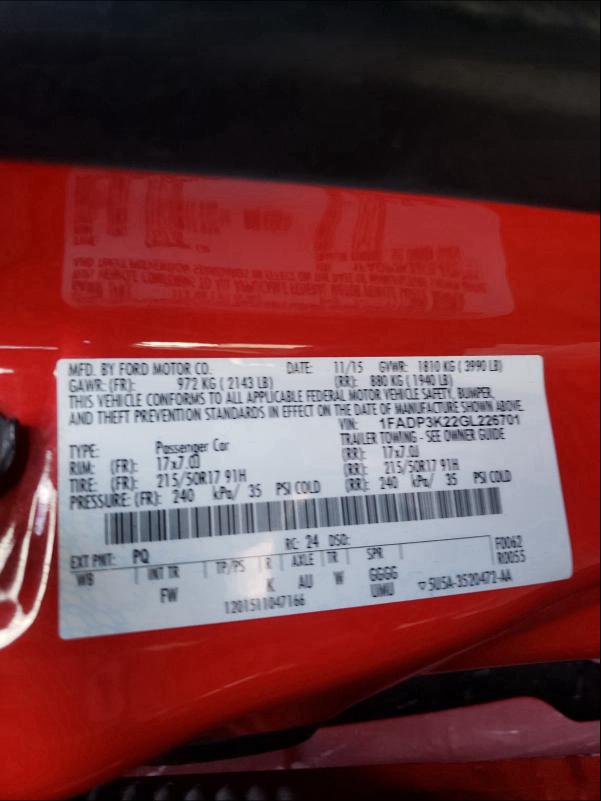 MFD. BY FORD MOTOR CO. DATE: 11/15 GVWR: 1810 KG ( 3990 LB)
GAWR: (FR): 972 KG ( 2143 LB) (RR): 880 KG ( 1940 LB)
THIS VEHICLE CONFORMS TO ALL APPLICABLE FEDERAL MOTOR VEHICLE SAFETY, BUMPER,
AND THEFT PREVENTION STANDARDS IN EFFECT ON THE DATE OF MANUFACTURE SHOWN ABOVE.
VIN: 1FADP3K22GL226701
TYPE: Passenger Car TRAILER TOWING - SEE OWNER GUIDE
RIM: (FR): 17x7.0J (RR): 17x7.0J
TIRE: (FR): 215/50R17 91H (RR): 215/50R17 91H
PRESSURE: (FR): 240 kPa/ 35 PSI COLD (RR): 240 kPa/ 35 PSI COLD
RC: 24 DSO: F0062
EXT PNT: PQ R0055
WB INT TR TP/PS R AXLE TR SPR
FW K AU W GGGG
1201511047166 UMU 5U5A-3520472-AA